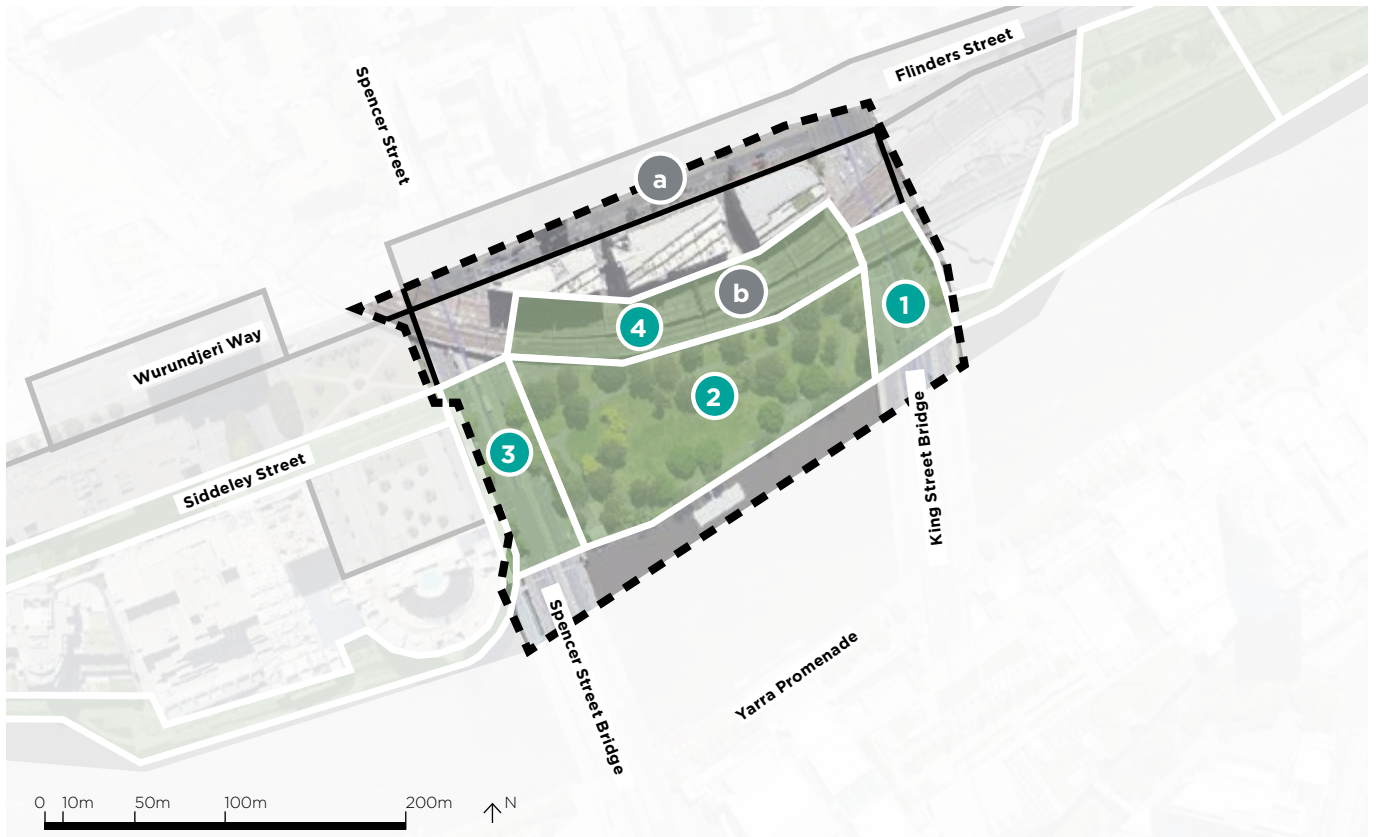 Flinders Street
Spencer Street
a
b
1
4
Wurundjeri Way
2
3
Siddeley Street
King Street Bridge
Spencer Street Bridge
Yarra Promenade
0 10m 50m 100m 200m N